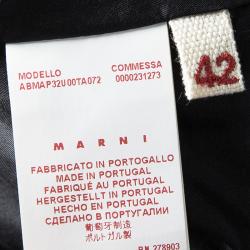 MODELLO COMMESSA
ABMAP32U00TA072 0000231273
42
MARNI
FABBRICATO IN PORTOGALLO
MADE IN PORTUGAL
FABRIQUÉ AU PORTUGAL
HERGESTELLT IN PORTUGAL
HECHO EN PORTUGAL
СДЕЛАНО В ПОРТУГАЛИИ
葡萄牙制造
ポルトガル製
RN 278903